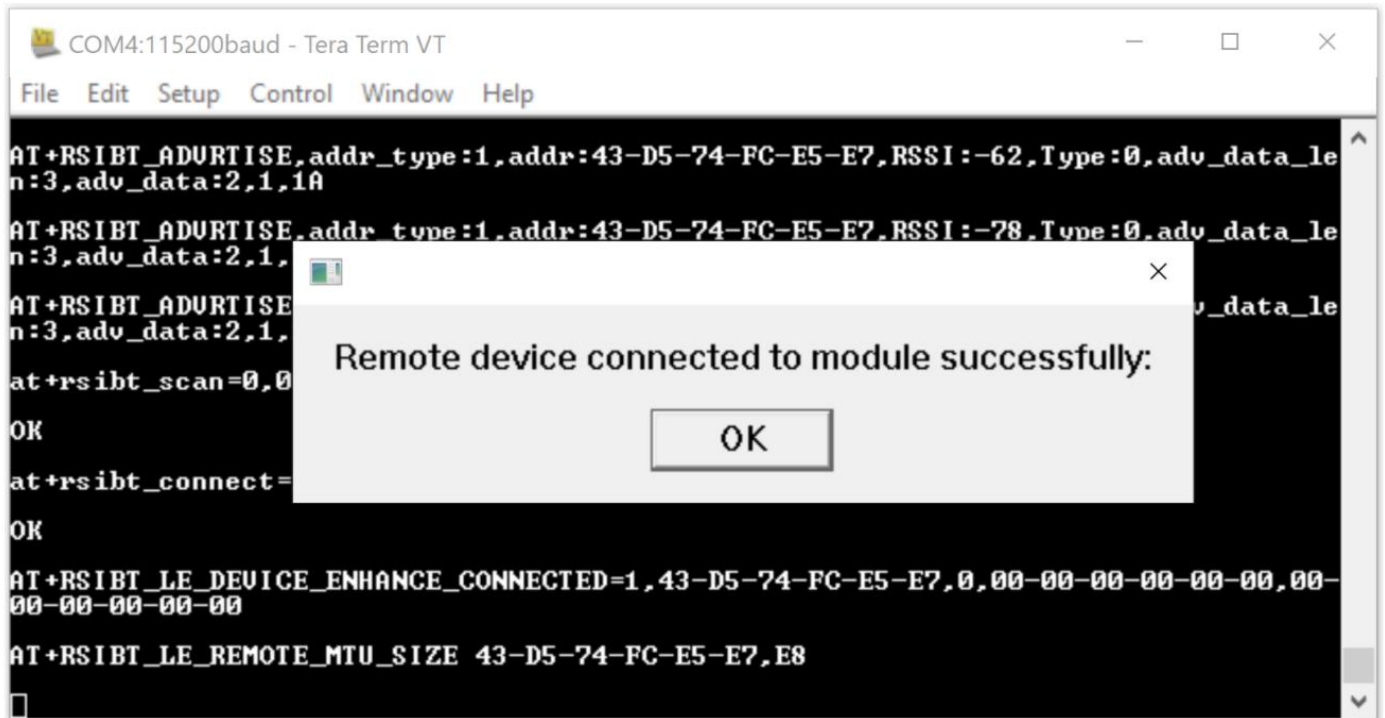 COM4:115200baud - Tera Term VT
File Edit Setup Control Window Help
AT+RSIBT_ADVRTISE,addr_type:1,addr:43-D5-74-FC-E5-E7,RSSI:-62,Type:0,adv_data_le
n:3,adv_data:2,1,1A
AT+RSIBT_ADVRTISE,addr_type:1,addr:43-D5-74-FC-E5-E7,RSSI:-78,Type:0,adv_data_le
n:3,adv_data:2,1,
AT+RSIBT_ADVRTISE
v_data_le
n:3,adv_data:2,1,
Remote device connected to module successfully:
OK
at+rsibt_scan=0,0
OK
at+rsibt_connect=
OK
AT+RSIBT_LE_DEVICE_ENHANCE_CONNECTED=1,43-D5-74-FC-E5-E7,0,00-00-00-00-00-00,00-
00-00-00-00-00
AT+RSIBT_LE_REMOTE_MTU_SIZE 43-D5-74-FC-E5-E7,E8